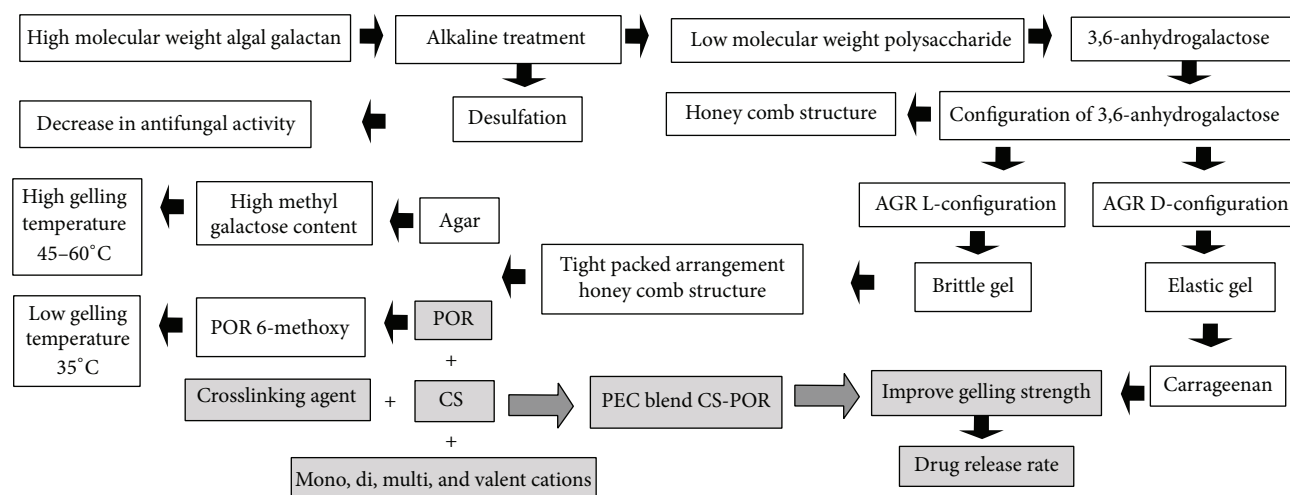 High molecular weight algal galactan
Alkaline treatment
Low molecular weight polysaccharide
3,6-anhydrogalactose
Decrease in antifungal activity
Desulfation
Honey comb structure
Configuration of 3,6-anhydrogalactose
High gelling
temperature
45–60°C
High methyl
galactose content
Agar
AGR L-configuration
AGR D-configuration
Tight packed arrangement
honey comb structure
Brittle gel
Elastic gel
Low gelling
temperature
35°C
POR 6-methoxy
POR
+
Crosslinking agent
+
CS
PEC blend CS-POR
Improve gelling strength
Carrageenan
+
Mono, di, multi, and valent cations
Drug release rate